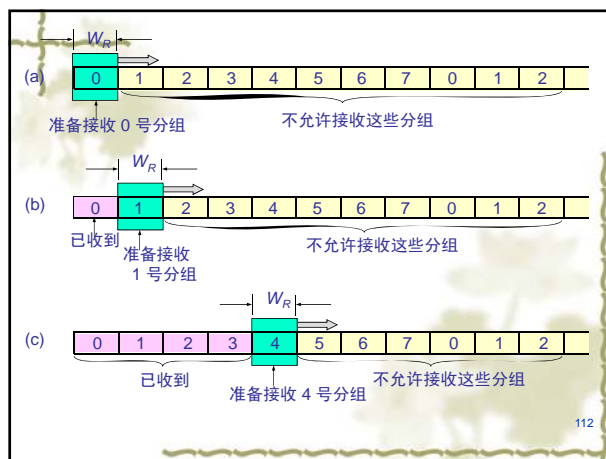 W_R
(a) 0 1 2 3 4 5 6 7 0 1 2
准备接收 0 号分组 不允许接收这些分组
W_R
(b) 0 1 2 3 4 5 6 7 0 1 2
已收到 准备接收 不允许接收这些分组
1 号分组
W_R
(c) 0 1 2 3 4 5 6 7 0 1 2
已收到 准备接收 4 号分组 不允许接收这些分组
112